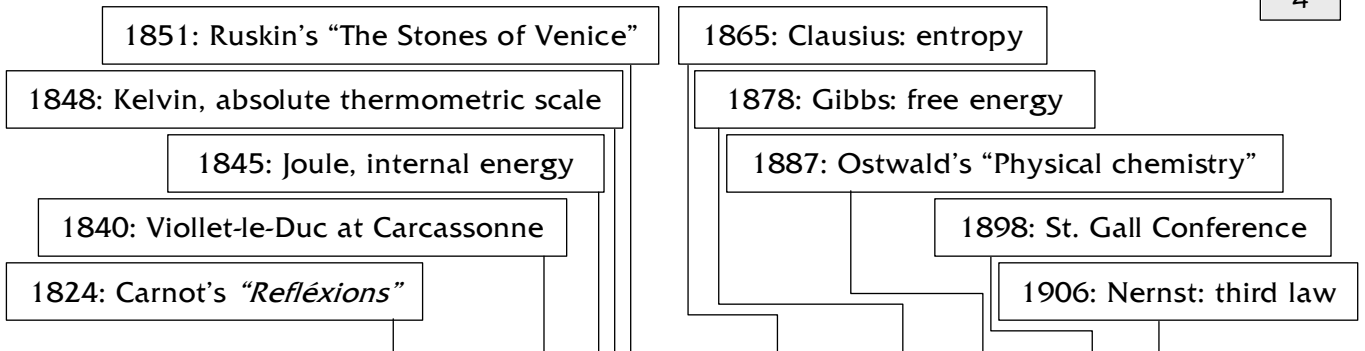 4
1851: Ruskin’s “The Stones of Venice”
1865: Clausius: entropy
1848: Kelvin, absolute thermometric scale
1878: Gibbs: free energy
1845: Joule, internal energy
1887: Ostwald’s “Physical chemistry”
1840: Viollet-le-Duc at Carcassonne
1898: St. Gall Conference
1824: Carnot’s “Refléxions”
1906: Nernst: third law